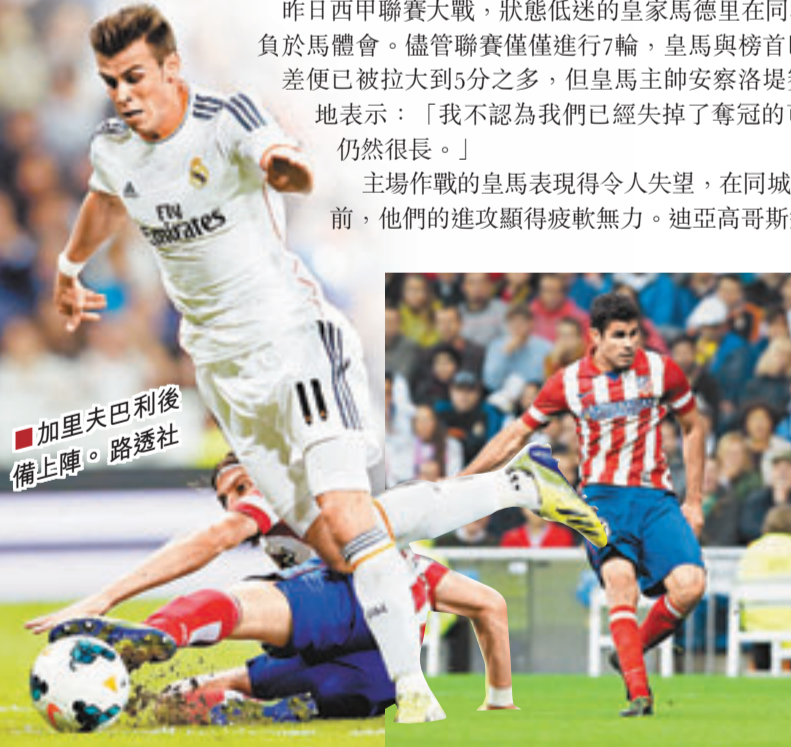 昨日西甲聯賽大戰，狀態低迷的皇家馬德里在同
負於馬體會。儘管聯賽僅僅進行7輪，皇馬與榜首
差便已被拉大到5分之多，但皇馬主帥安察洛堤
地表示：「我不認為我們已經失掉了奪冠的
仍然很長。」
主場作戰的皇馬表現得令人失望，在同城
前，他們的進攻顯得疲軟無力。迪亞高哥斯
Fly
Emirates
11
■加里夫巴利後
備上陣。路透社